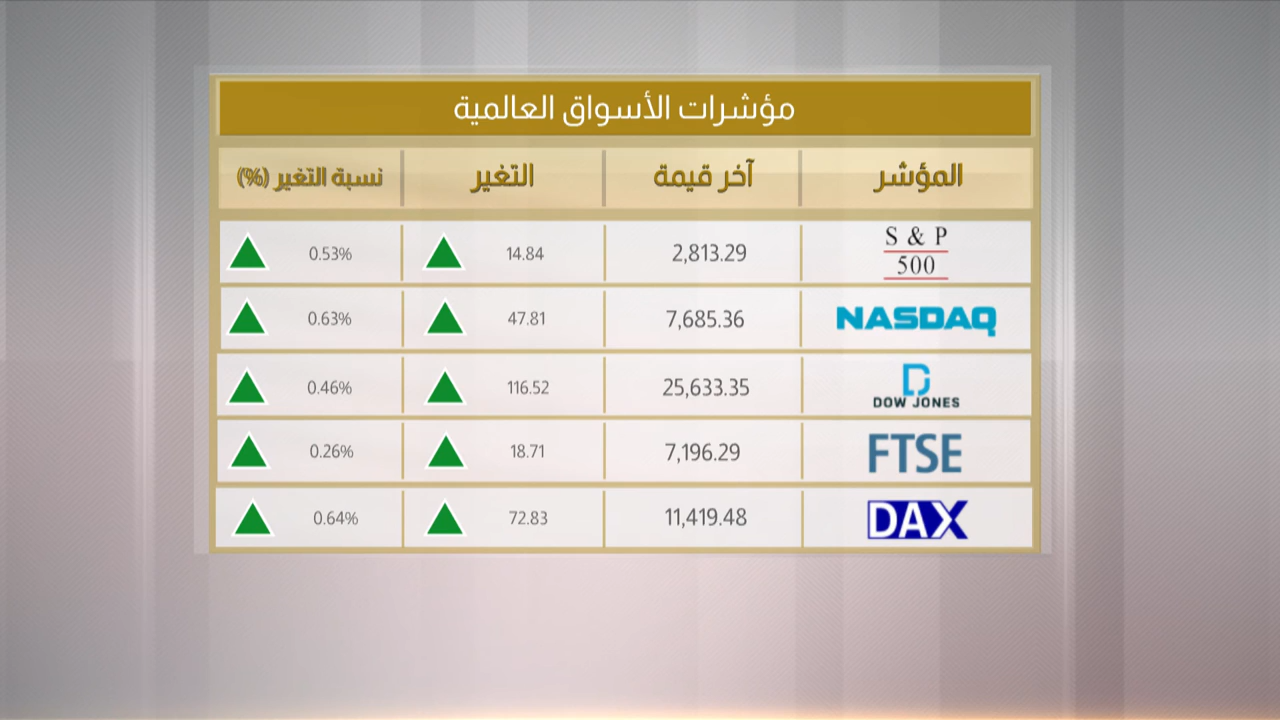 مؤشرات الأسواق العالمية
المؤشر آخر قيمة التغير نسبة التغير (%)
S & P
500
2,813.29 14.84 0.53%
NASDAQ 7,685.36 47.81 0.63%
DOW JONES 25,633.35 116.52 0.46%
FTSE 7,196.29 18.71 0.26%
DAX 11,419.48 72.83 0.64%